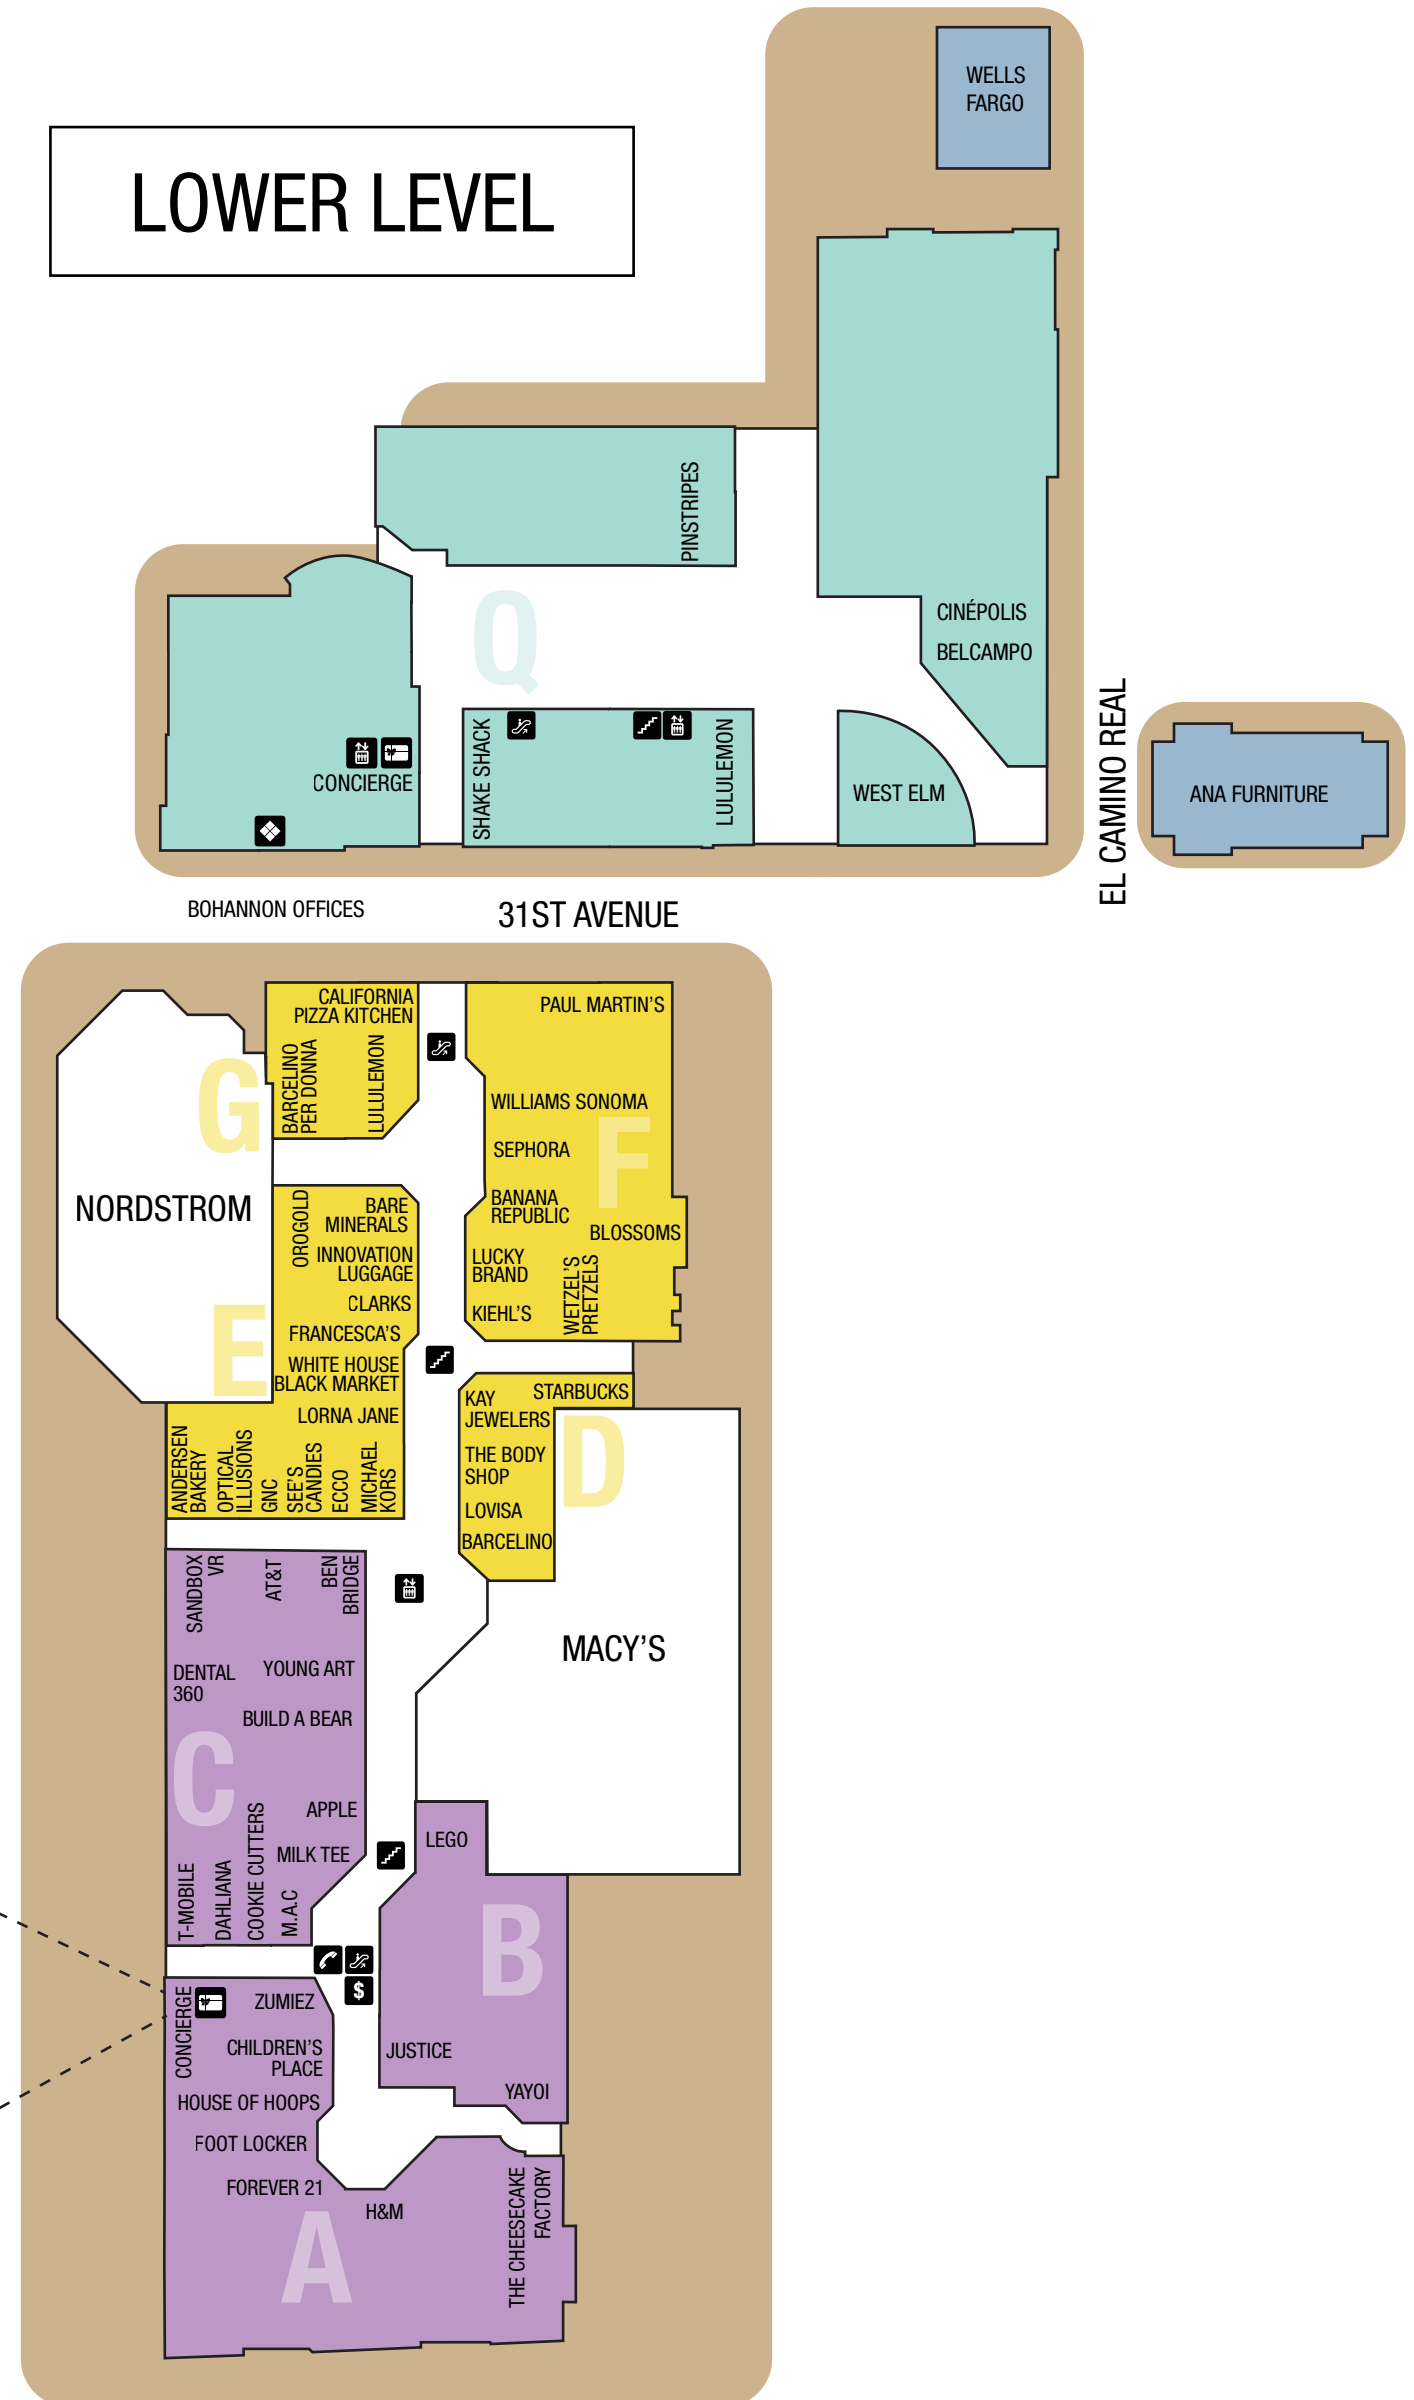 WELLS
FARGO
LOWER LEVEL
PINSTRIPES
Q
CINÉPOLIS
BELCAMPO
CONCIERGE
SHAKE SHACK
LULULEMON
WEST ELM
EL CAMINO REAL
ANA FURNITURE
BOHANNON OFFICES
31ST AVENUE
CALIFORNIA
PIZZA KITCHEN
BARCELINO
PER DONNA
LULULEMON
G
NORDSTROM
PAUL MARTIN'S
WILLIAMS SONOMA
F
SEPHORA
BANANA
REPUBLIC
BLOSSOMS
LUCKY
BRAND
WETZEL'S
PRETZELS
KIEHL'S
OROGOLD
BARE
MINERALS
INNOVATION
LUGGAGE
CLARKS
E
FRANCESCA'S
WHITE HOUSE
BLACK MARKET
LORNA JANE
ANDERSEN
BAKERY
OPTICAL
ILLUSIONS
GNC
SEE'S
CANDIES
ECCO
MICHAEL
KORS
KAY
JEWELERS
STARBUCKS
D
THE BODY
SHOP
LOVISA
BARCELINO
MACY'S
SANDBOX
VR
AT&T
BEN
BRIDGE
DENTAL
360
YOUNG ART
BUILD A BEAR
C
APPLE
MILK TEE
T-MOBILE
DAHLIANA
COOKIE CUTTERS
M.A.C
LEGO
B
$
JUSTICE
YAYOI
CONCIERGE
ZUMIEZ
CHILDREN'S
PLACE
HOUSE OF HOOPS
FOOT LOCKER
FOREVER 21
H&M
A
THE CHEESECAKE
FACTORY